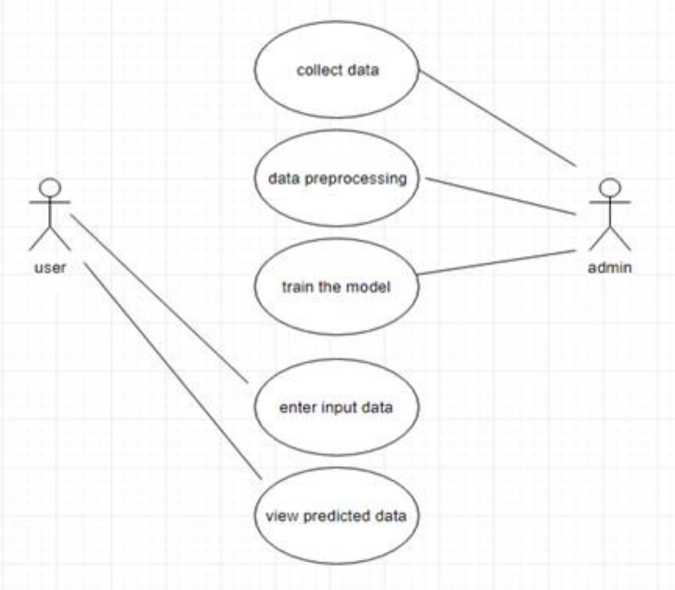 collect data
data preprocessing
user
admin
train the model
enter input data
view predicted data